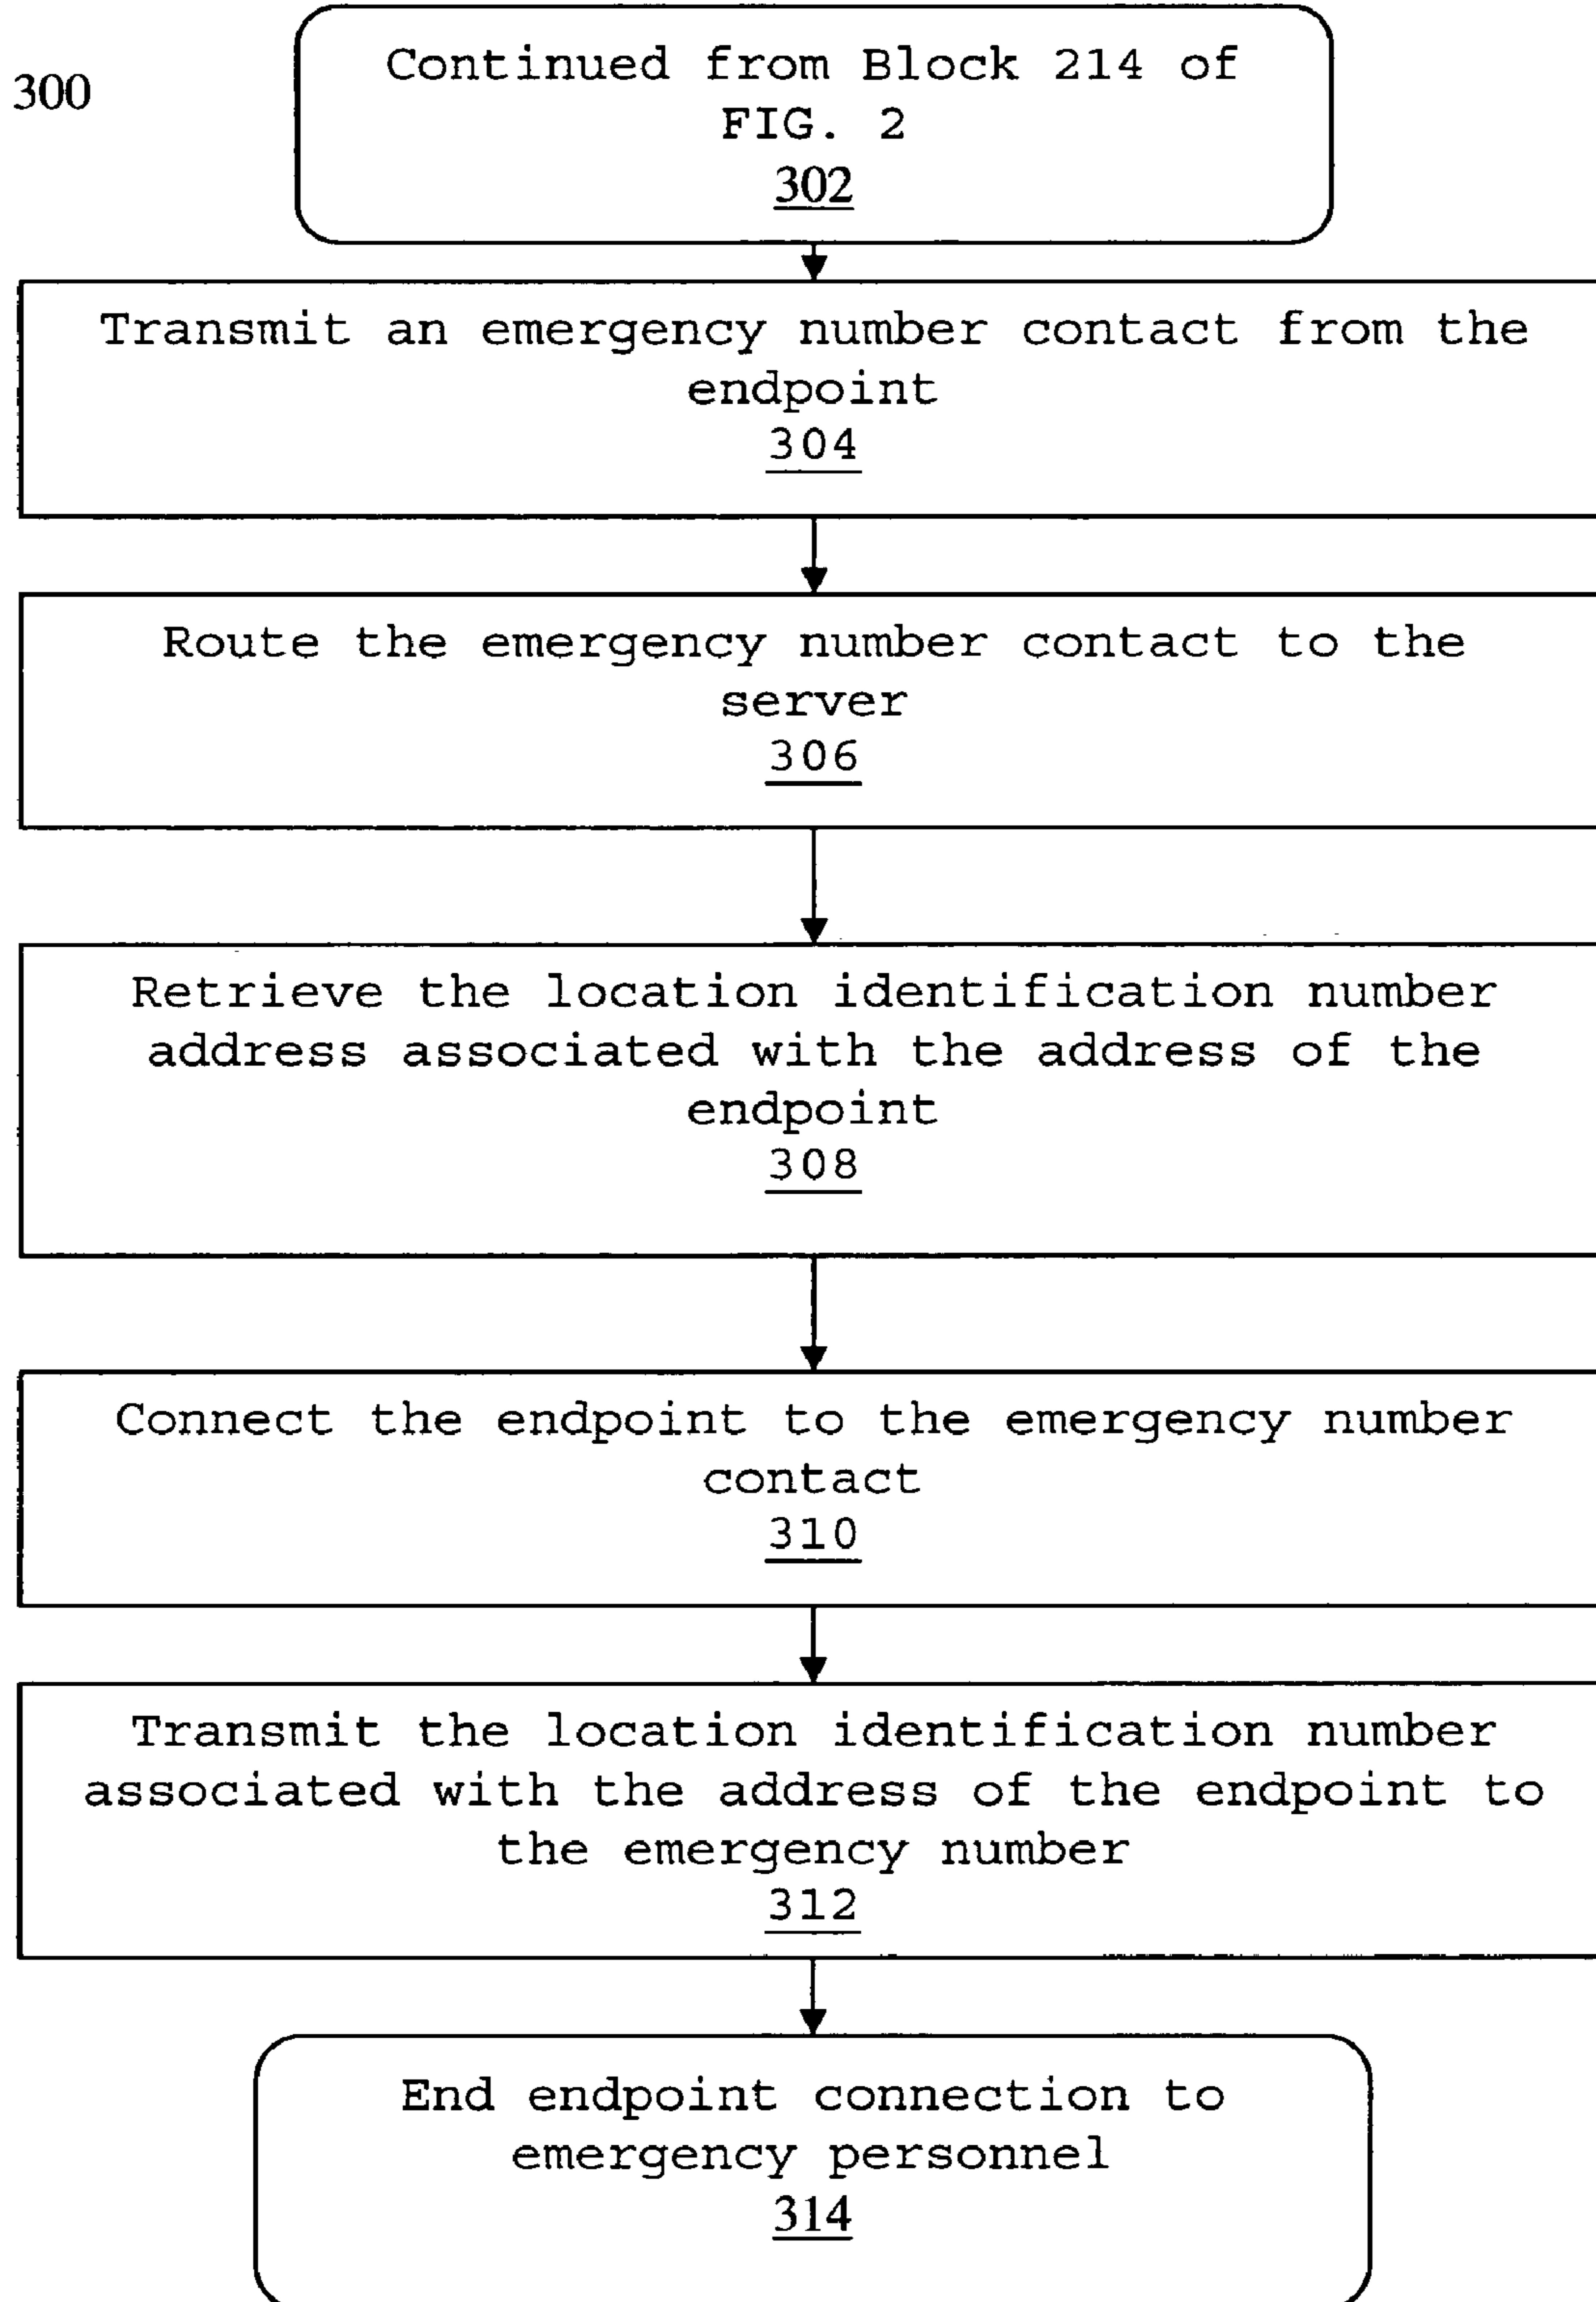 300
Continued from Block 214 of
FIG. 2
302
Transmit an emergency number contact from the
endpoint
304
Route the emergency number contact to the
server
306
Retrieve the location identification number
address associated with the address of the
endpoint
308
Connect the endpoint to the emergency number
contact
310
Transmit the location identification number
associated with the address of the endpoint to
the emergency number
312
End endpoint connection to
emergency personnel
314